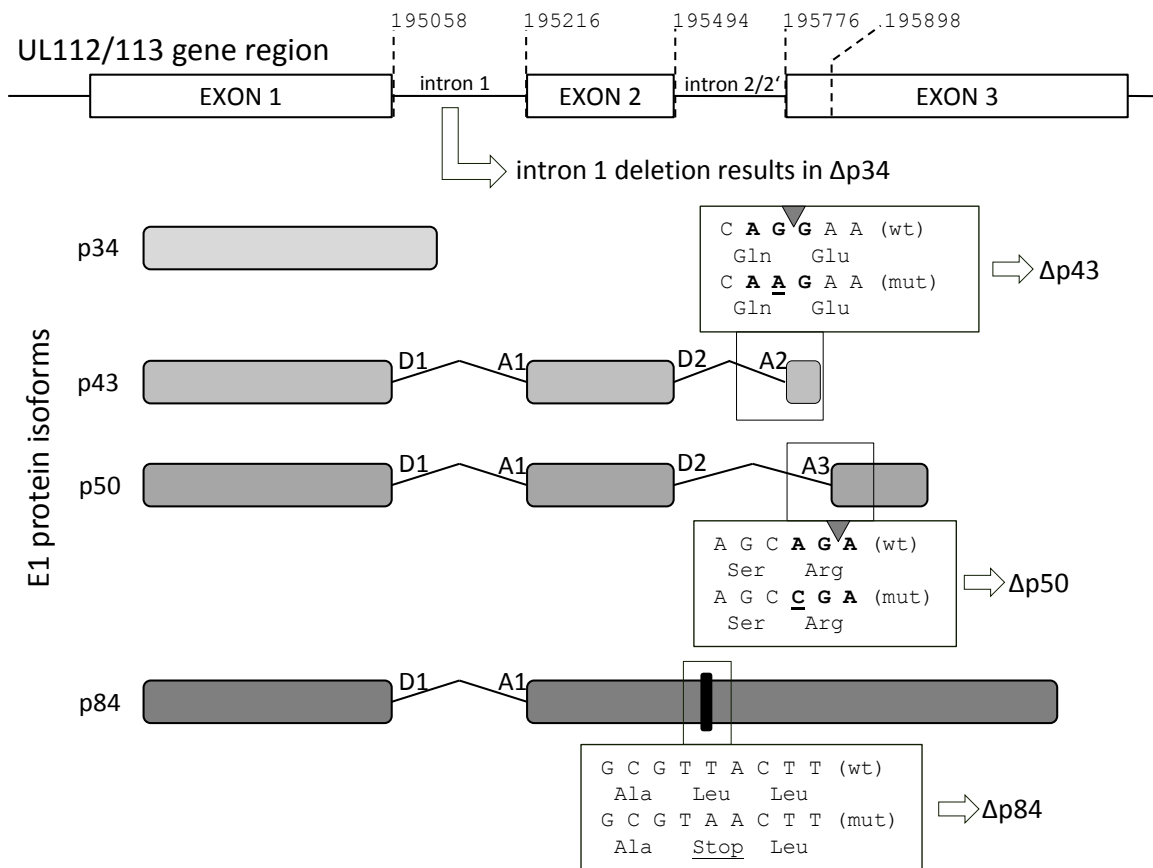 195058 195216 195494 195776 .195898
UL112/113 gene region
EXON 1 intron 1 EXON 2 intron 2/2‘ EXON 3
intron 1 deletion results in Δp34
E1 protein isoforms
p34
C A G G A A (wt)
Gln Glu
C A A G A A (mut)
Gln Glu
Δp43
p43 D1 A1 D2 A2
p50 D1 A1 D2 A3
A G C A G A (wt)
Ser Arg
A G C C G A (mut)
Ser Arg
Δp50
p84 D1 A1
G C G T T A C T T (wt)
Ala Leu Leu
G C G T A A C T T (mut)
Ala Stop Leu
Δp84